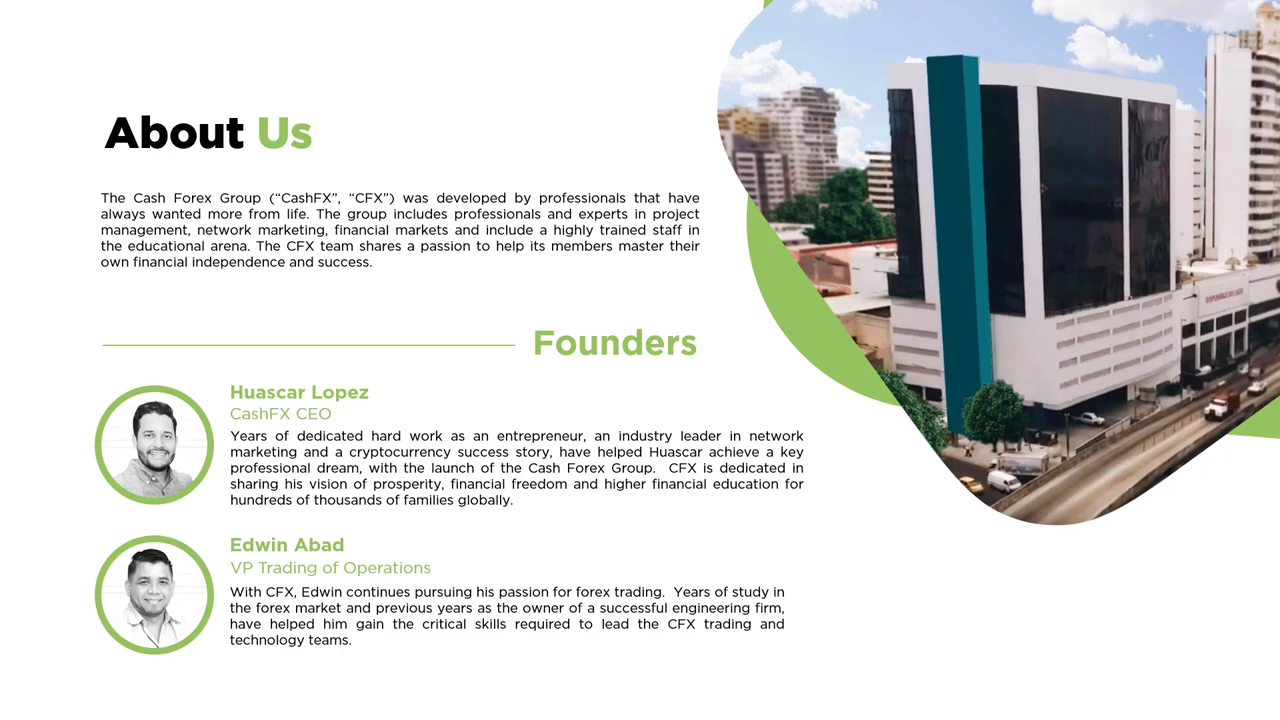 About Us
The Cash Forex Group (“CashFX”, “CFX”) was developed by professionals that have
always wanted more from life. The group includes professionals and experts in project
management, network marketing, financial markets and include a highly trained staff in
the educational arena. The CFX team shares a passion to help its members master their
own financial independence and success.
Founders
Huascar Lopez
CashFX CEO
Years of dedicated hard work as an entrepreneur, an industry leader in network
marketing and a cryptocurrency success story, have helped Huascar achieve a key
professional dream, with the launch of the Cash Forex Group. CFX is dedicated in
sharing his vision of prosperity, financial freedom and higher financial education for
hundreds of thousands of families globally.
Edwin Abad
VP Trading of Operations
With CFX, Edwin continues pursuing his passion for forex trading. Years of study in
the forex market and previous years as the owner of a successful engineering firm,
have helped him gain the critical skills required to lead the CFX trading and
technology teams.